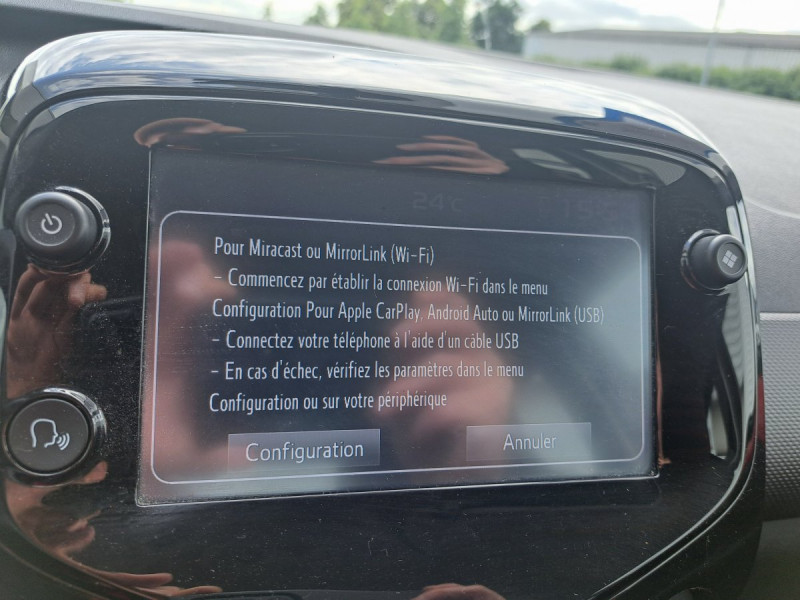 24°C
Pour Miracast ou MirrorLink (Wi-Fi)
- Commencez par établir la connexion Wi-Fi dans le menu
Configuration Pour Apple CarPlay, Android Auto ou MirrorLink (USB)
- Connectez votre téléphone à l'aide d'un câble USB
- En cas d'échec, vérifiez les paramètres dans le menu
Configuration ou sur votre périphérique
Configuration
Annuler